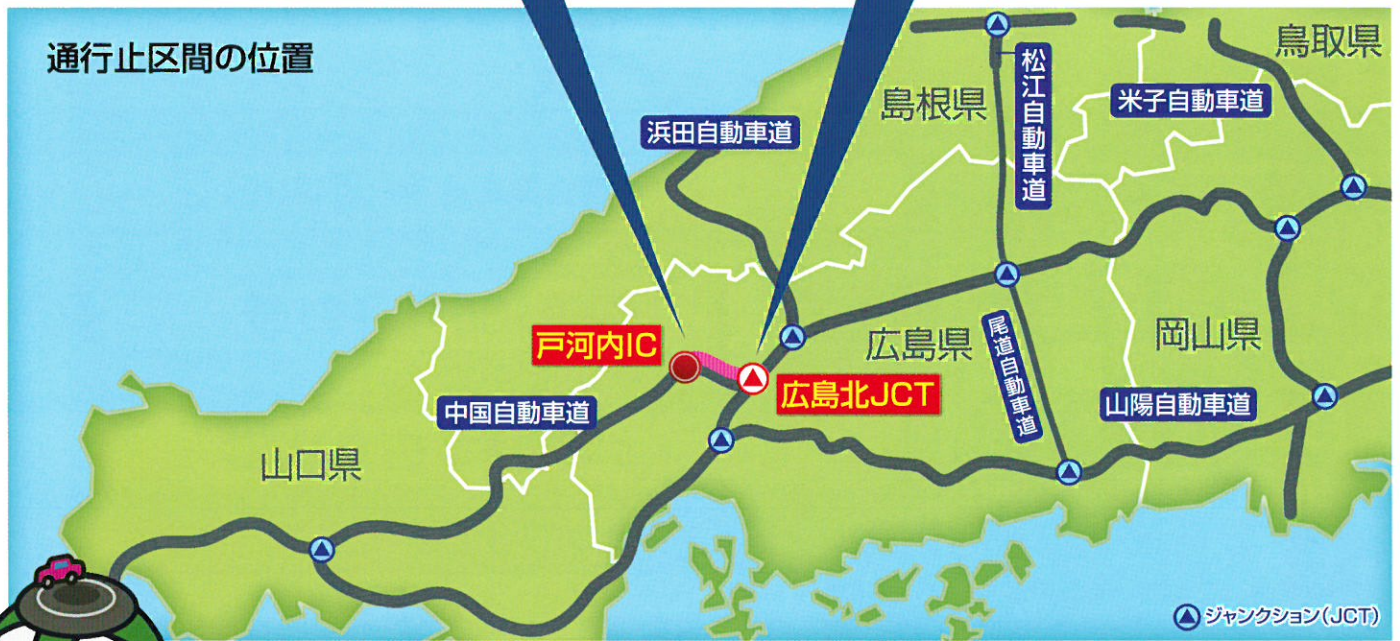 通行止区間の位置
鳥取県
島根県
松江自動車道
米子自動車道
浜田自動車道
戸河内IC
広島県
尾道自動車道
岡山県
広島北JCT
中国自動車道
山陽自動車道
山口県
ジャンクション(JCT)